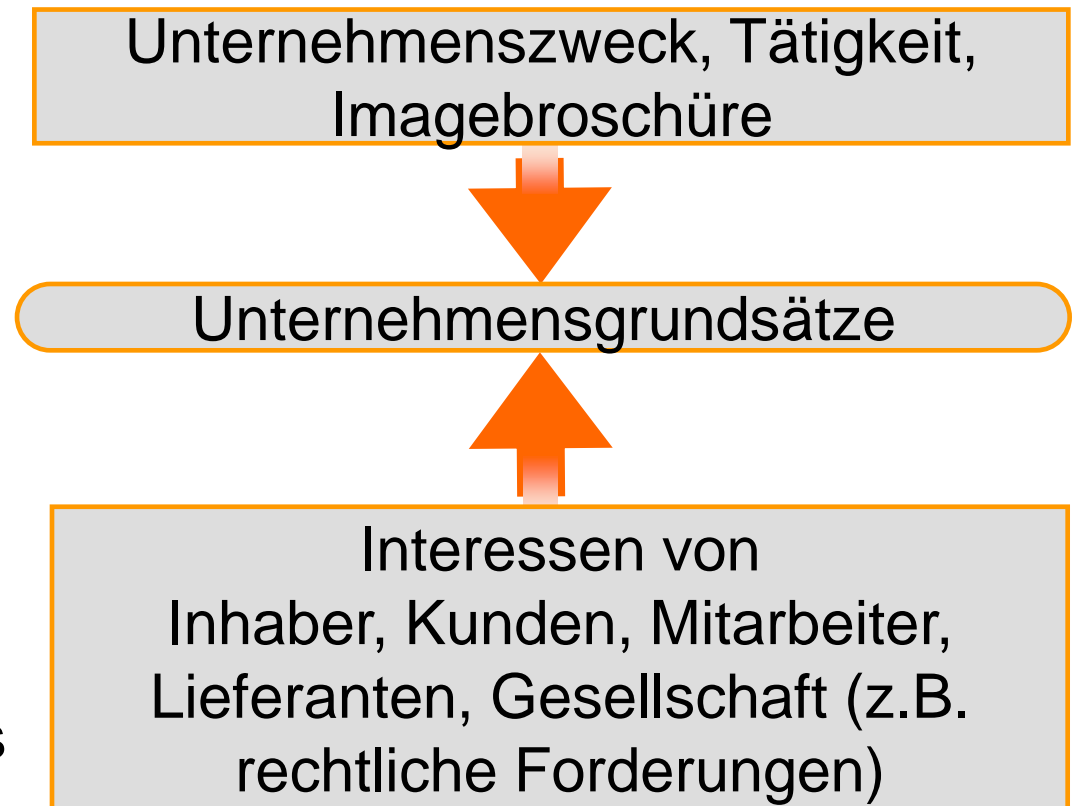 Unternehmenszweck, Tätigkeit,
Imagebroschüre
Unternehmensgrundsätze
Interessen von
Inhaber, Kunden, Mitarbeiter,
Lieferanten, Gesellschaft (z.B.
rechtliche Forderungen)